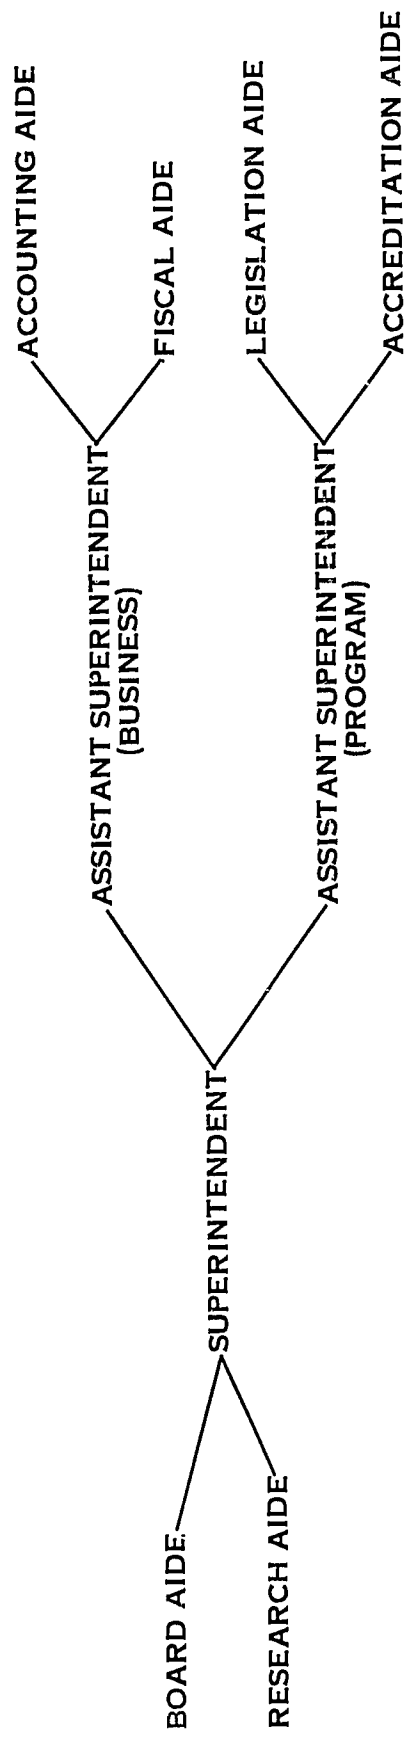 BOARD AIDE
RESEARCH AIDE
SUPERINTENDENT
ASSISTANT SUPERINTENDENT
(BUSINESS)
ASSISTANT SUPERINTENDENT
(PROGRAM)
ACCOUNTING AIDE
FISCAL AIDE
LEGISLATION AIDE
ACCREDITATION AIDE